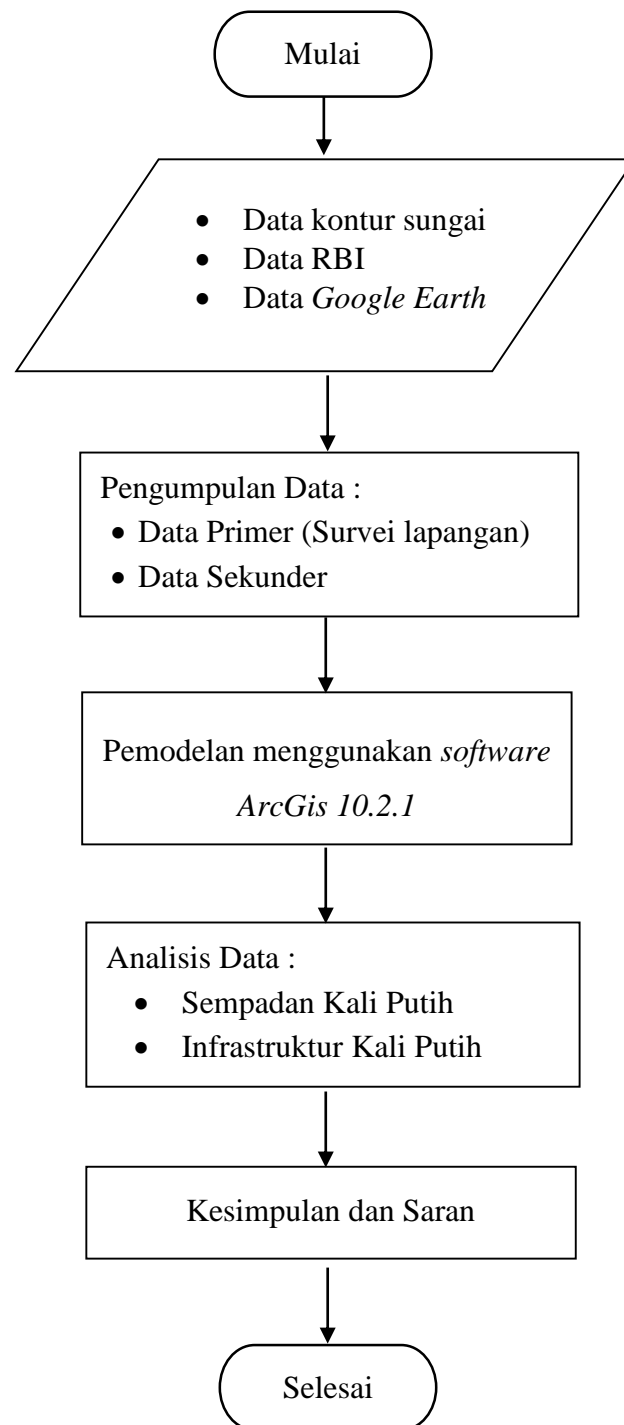 Mulai
• Data kontur sungai
• Data RBI
• Data Google Earth
Pengumpulan Data :
• Data Primer (Survei lapangan)
• Data Sekunder
Pemodelan menggunakan software
ArcGis 10.2.1
Analisis Data :
• Sempadan Kali Putih
• Infrastruktur Kali Putih
Kesimpulan dan Saran
Selesai